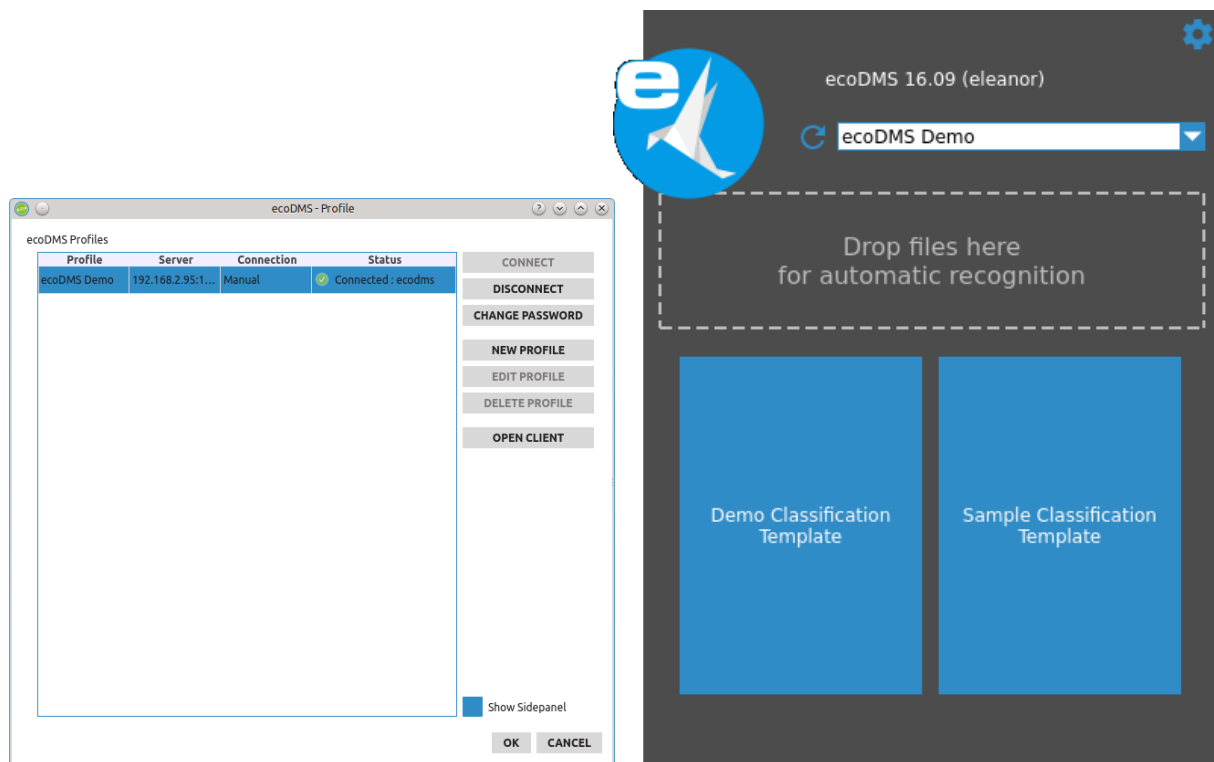 ecoDMS - Profile
ecoDMS Profiles
Profile Server Connection Status
ecoDMS Demo 192.168.2.95:1... Manual Connected : ecodms
CONNECT
DISCONNECT
CHANGE PASSWORD
NEW PROFILE
EDIT PROFILE
DELETE PROFILE
OPEN CLIENT
Show Sidepanel
OK CANCEL
e
ecoDMS 16.09 (eleanor)
ecoDMS Demo
Drop files here
for automatic recognition
Demo Classification
Template
Sample Classification
Template